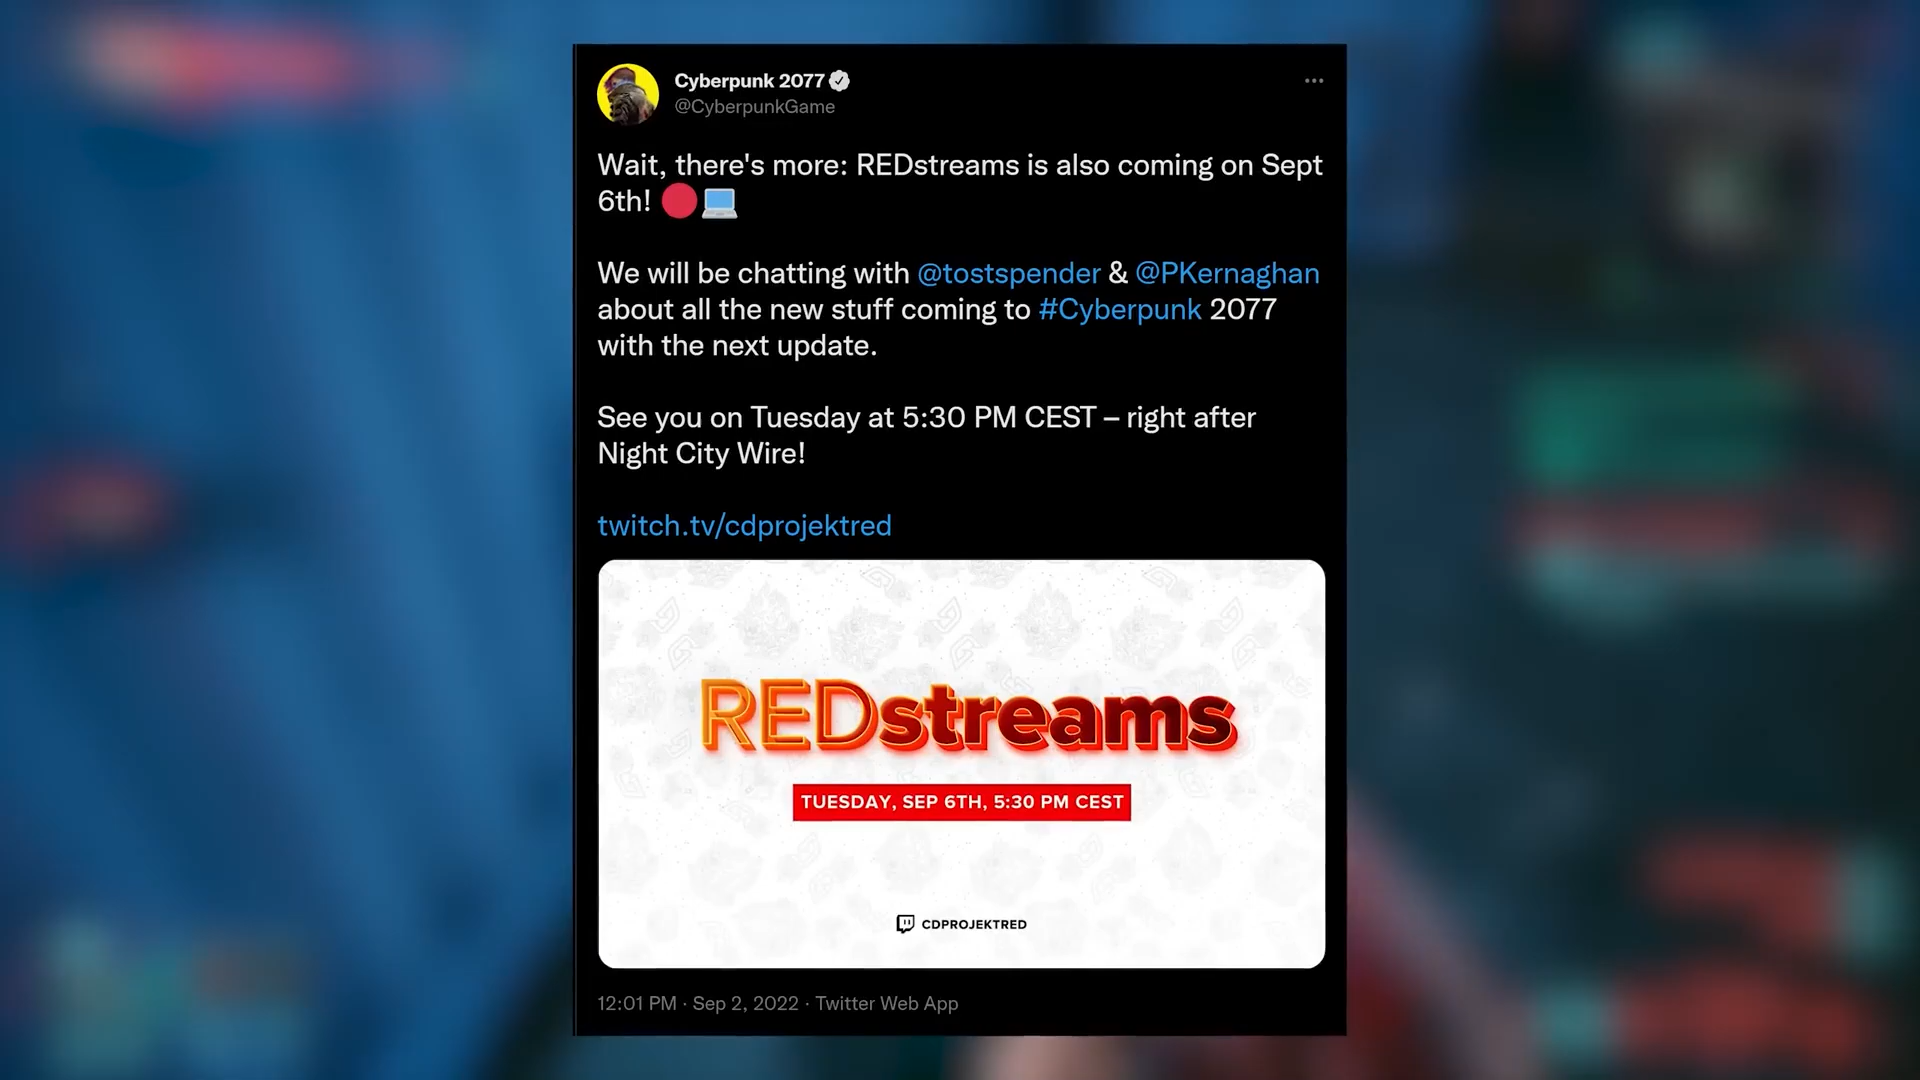 Cyberpunk 2077
@CyberpunkGame
Wait, there's more: REDstreams is also coming on Sept
6th! 🔴💻
We will be chatting with @tostspender & @PKernaghan
about all the new stuff coming to #Cyberpunk 2077
with the next update.
See you on Tuesday at 5:30 PM CEST – right after
Night City Wire!
twitch.tv/cdprojektred
REDstreams
TUESDAY, SEP 6TH, 5:30 PM CEST
CDPROJEKTRED
12:01 PM · Sep 2, 2022 · Twitter Web App